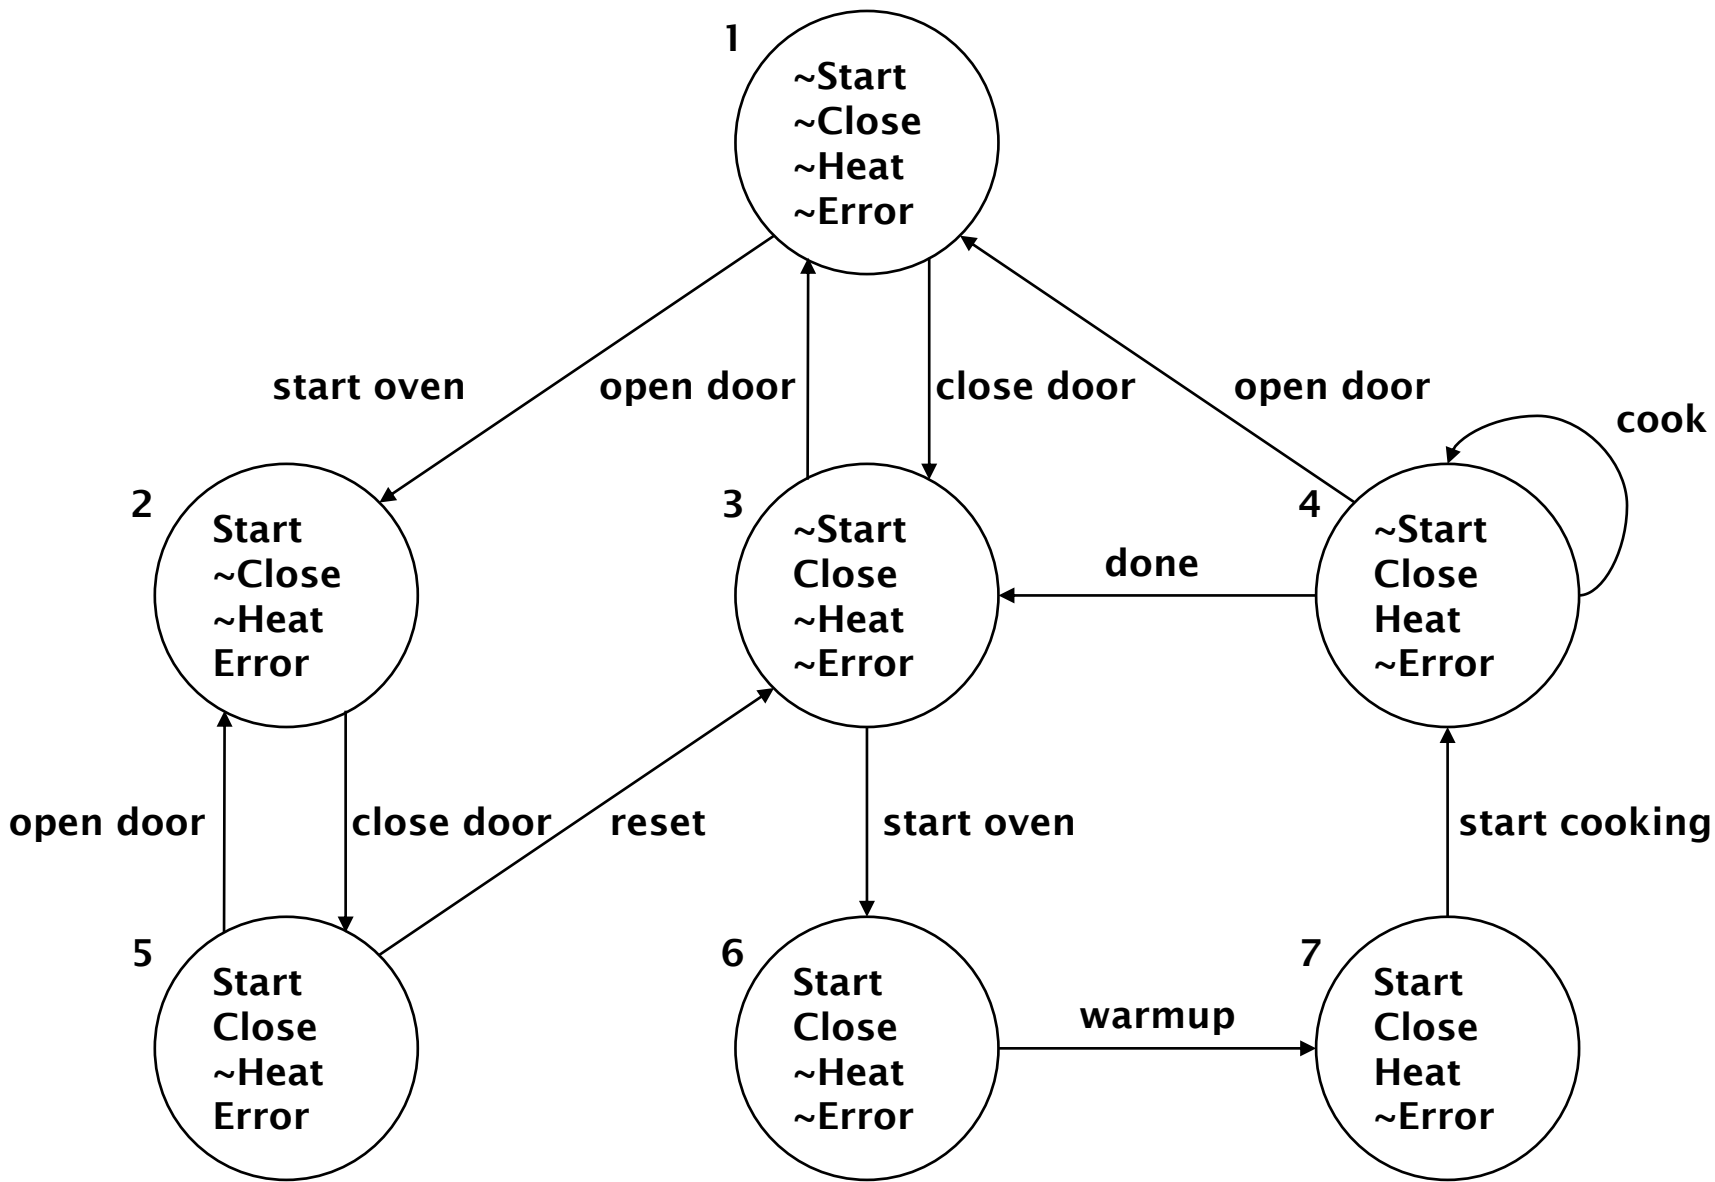 1
~Start
~Close
~Heat
~Error
start oven
open door
close door
open door
cook
2
Start
~Close
~Heat
Error
3
~Start
Close
~Heat
~Error
done
4
~Start
Close
Heat
~Error
open door
close door
reset
start oven
start cooking
5
Start
Close
~Heat
Error
6
Start
Close
~Heat
~Error
warmup
7
Start
Close
Heat
~Error